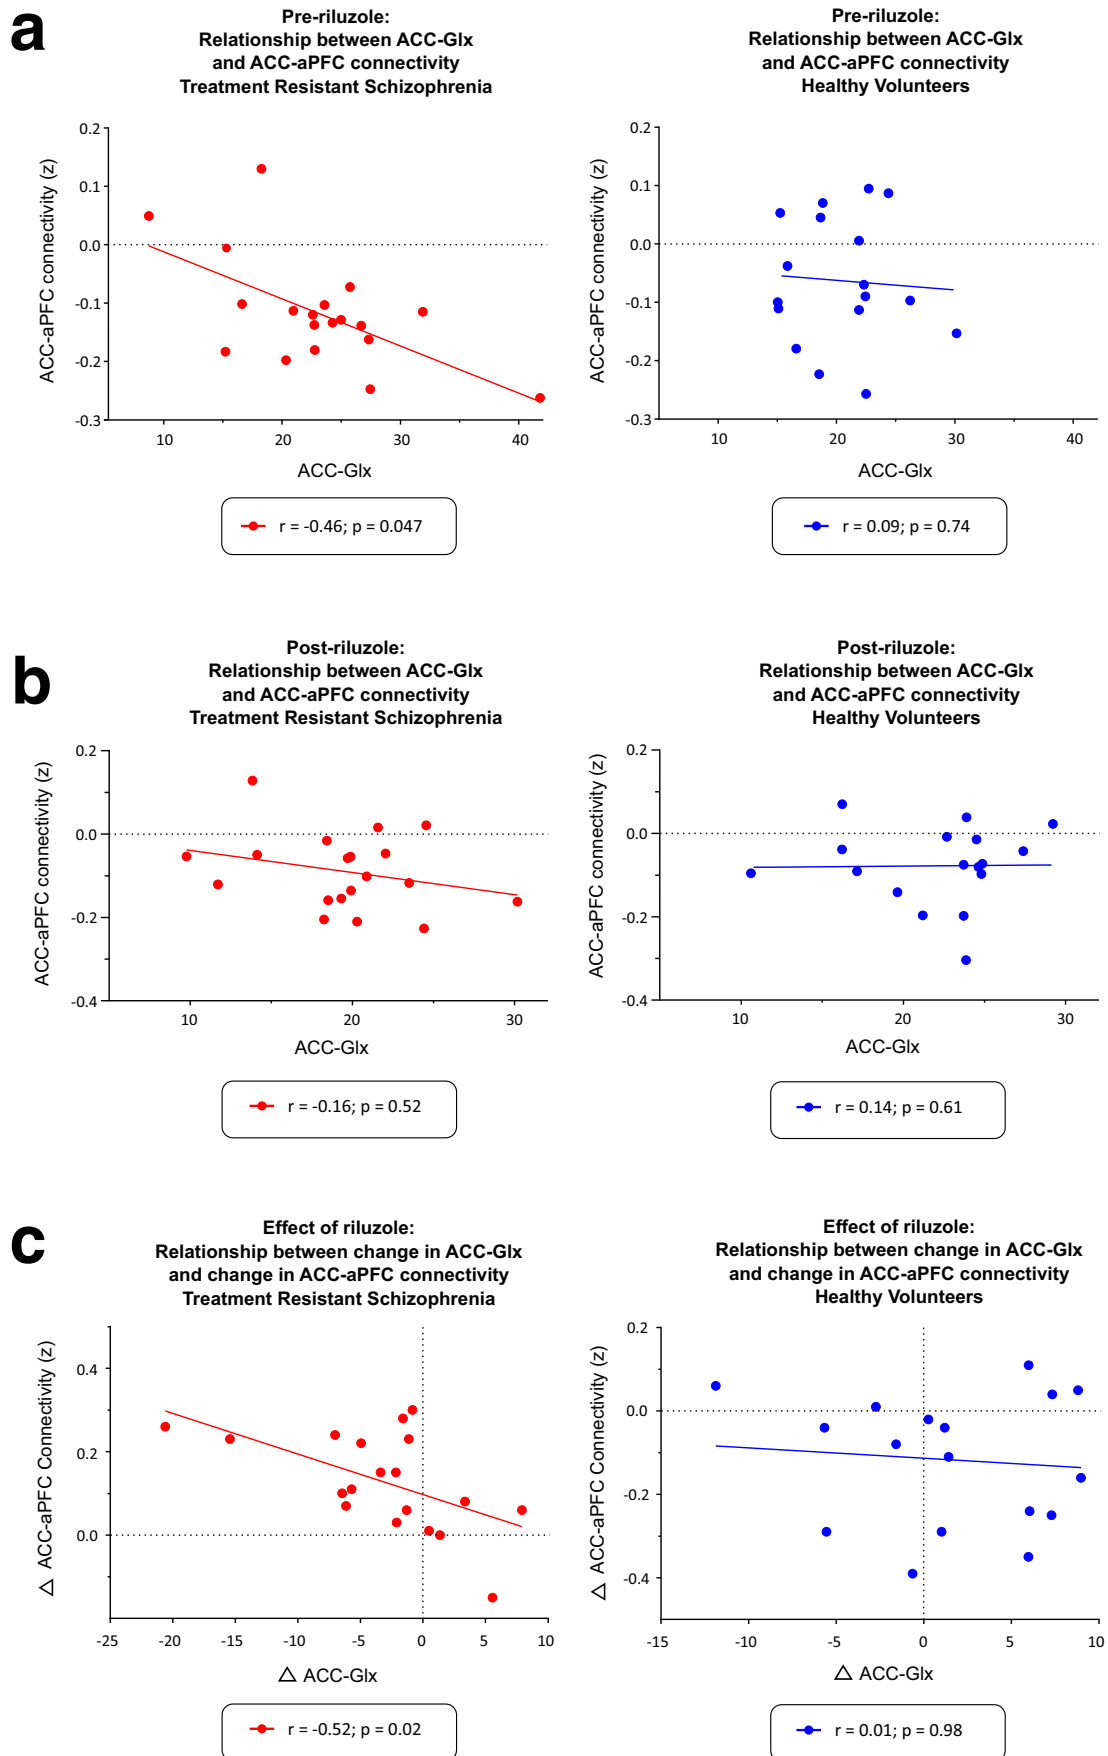 a
Pre-riluzole:
Relationship between ACC-Glx
and ACC-aPFC connectivity
Treatment Resistant Schizophrenia
ACC-aPFC connectivity (z)
0.2
0.1
0.0
-0.1
-0.2
-0.3
10 20 30 40
ACC-Glx
r = -0.46; p = 0.047
Pre-riluzole:
Relationship between ACC-Glx
and ACC-aPFC connectivity
Healthy Volunteers
ACC-aPFC connectivity (z)
0.2
0.1
0.0
-0.1
-0.2
-0.3
10 20 30 40
ACC-Glx
r = 0.09; p = 0.74
b
Post-riluzole:
Relationship between ACC-Glx
and ACC-aPFC connectivity
Treatment Resistant Schizophrenia
ACC-aPFC connectivity (z)
0.2
0.0
-0.2
-0.4
10 20 30
ACC-Glx
r = -0.16; p = 0.52
Post-riluzole:
Relationship between ACC-Glx
and ACC-aPFC connectivity
Healthy Volunteers
ACC-aPFC connectivity (z)
0.2
0.0
-0.2
-0.4
10 20 30
ACC-Glx
r = 0.14; p = 0.61
c
Effect of riluzole:
Relationship between change in ACC-Glx
and change in ACC-aPFC connectivity
Treatment Resistant Schizophrenia
△ ACC-aPFC Connectivity (z)
0.4
0.2
0.0
-25 -20 -15 -10 -5 0 5 10
△ ACC-Glx
r = -0.52; p = 0.02
Effect of riluzole:
Relationship between change in ACC-Glx
and change in ACC-aPFC connectivity
Healthy Volunteers
△ ACC-aPFC Connectivity (z)
0.2
0.0
-0.2
-0.4
-15 -10 -5 0 5 10
△ ACC-Glx
r = 0.01; p = 0.98